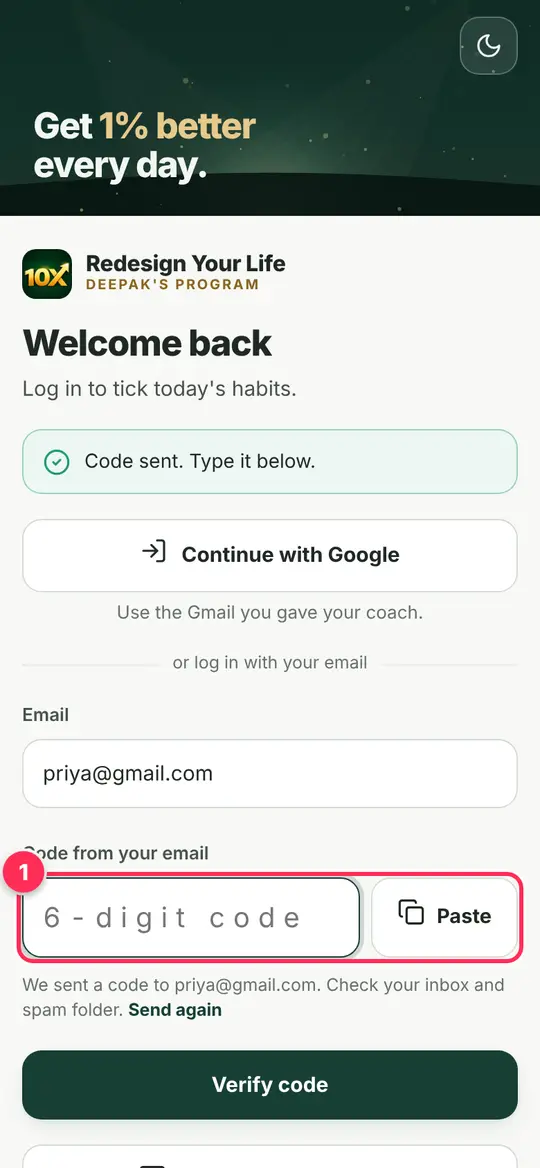 Get 1% better
every day.
10X
Redesign Your Life
DEEPAK'S PROGRAM
Welcome back
Log in to tick today's habits.
Code sent. Type it below.
Continue with Google
Use the Gmail you gave your coach.
or log in with your email
Email
priya@gmail.com
Code from your email
1
6-digit code
Paste
We sent a code to priya@gmail.com. Check your inbox and
spam folder. Send again
Verify code